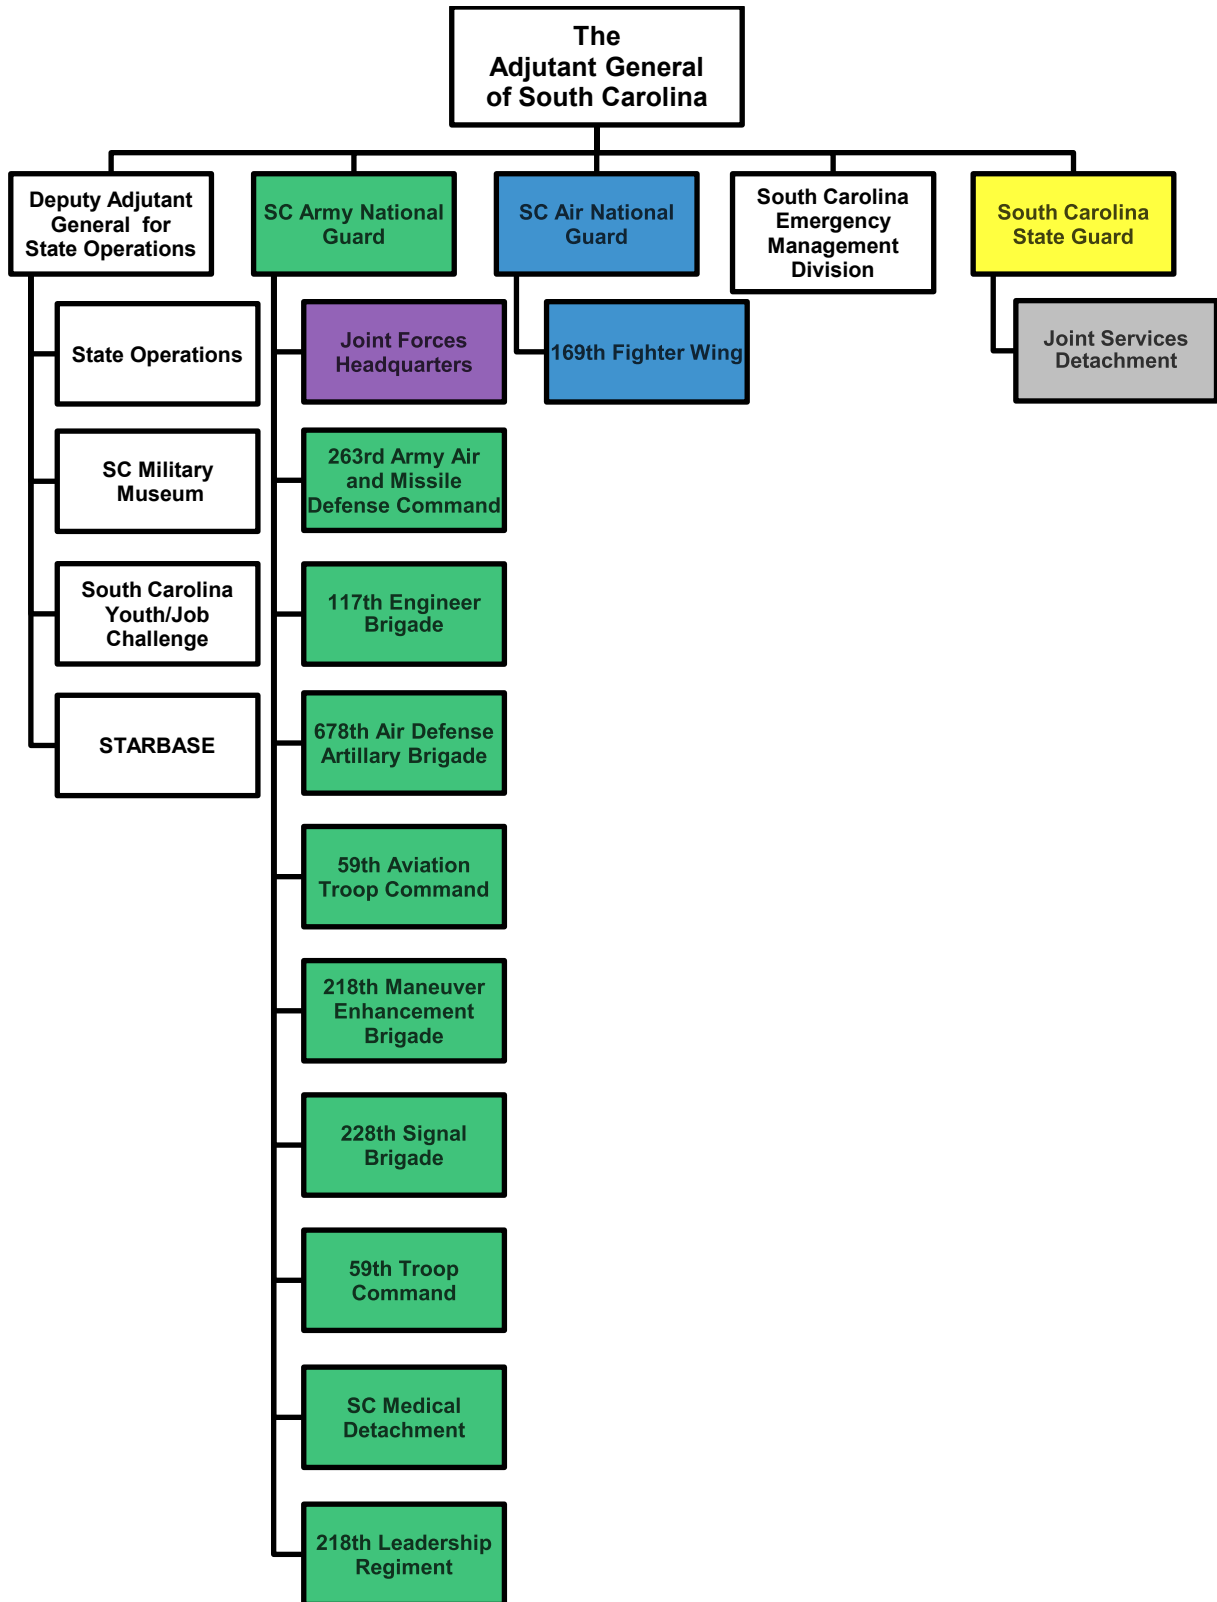 The
Adjutant General
of South Carolina
Deputy Adjutant
General for
State Operations
SC Army National
Guard
SC Air National
Guard
South Carolina
Emergency
Management
Division
South Carolina
State Guard
State Operations
SC Military
Museum
South Carolina
Youth/Job
Challenge
STARBASE
Joint Forces
Headquarters
263rd Army Air
and Missile
Defense Command
117th Engineer
Brigade
678th Air Defense
Artillary Brigade
59th Aviation
Troop Command
218th Maneuver
Enhancement
Brigade
228th Signal
Brigade
59th Troop
Command
SC Medical
Detachment
218th Leadership
Regiment
169th Fighter Wing
Joint Services
Detachment